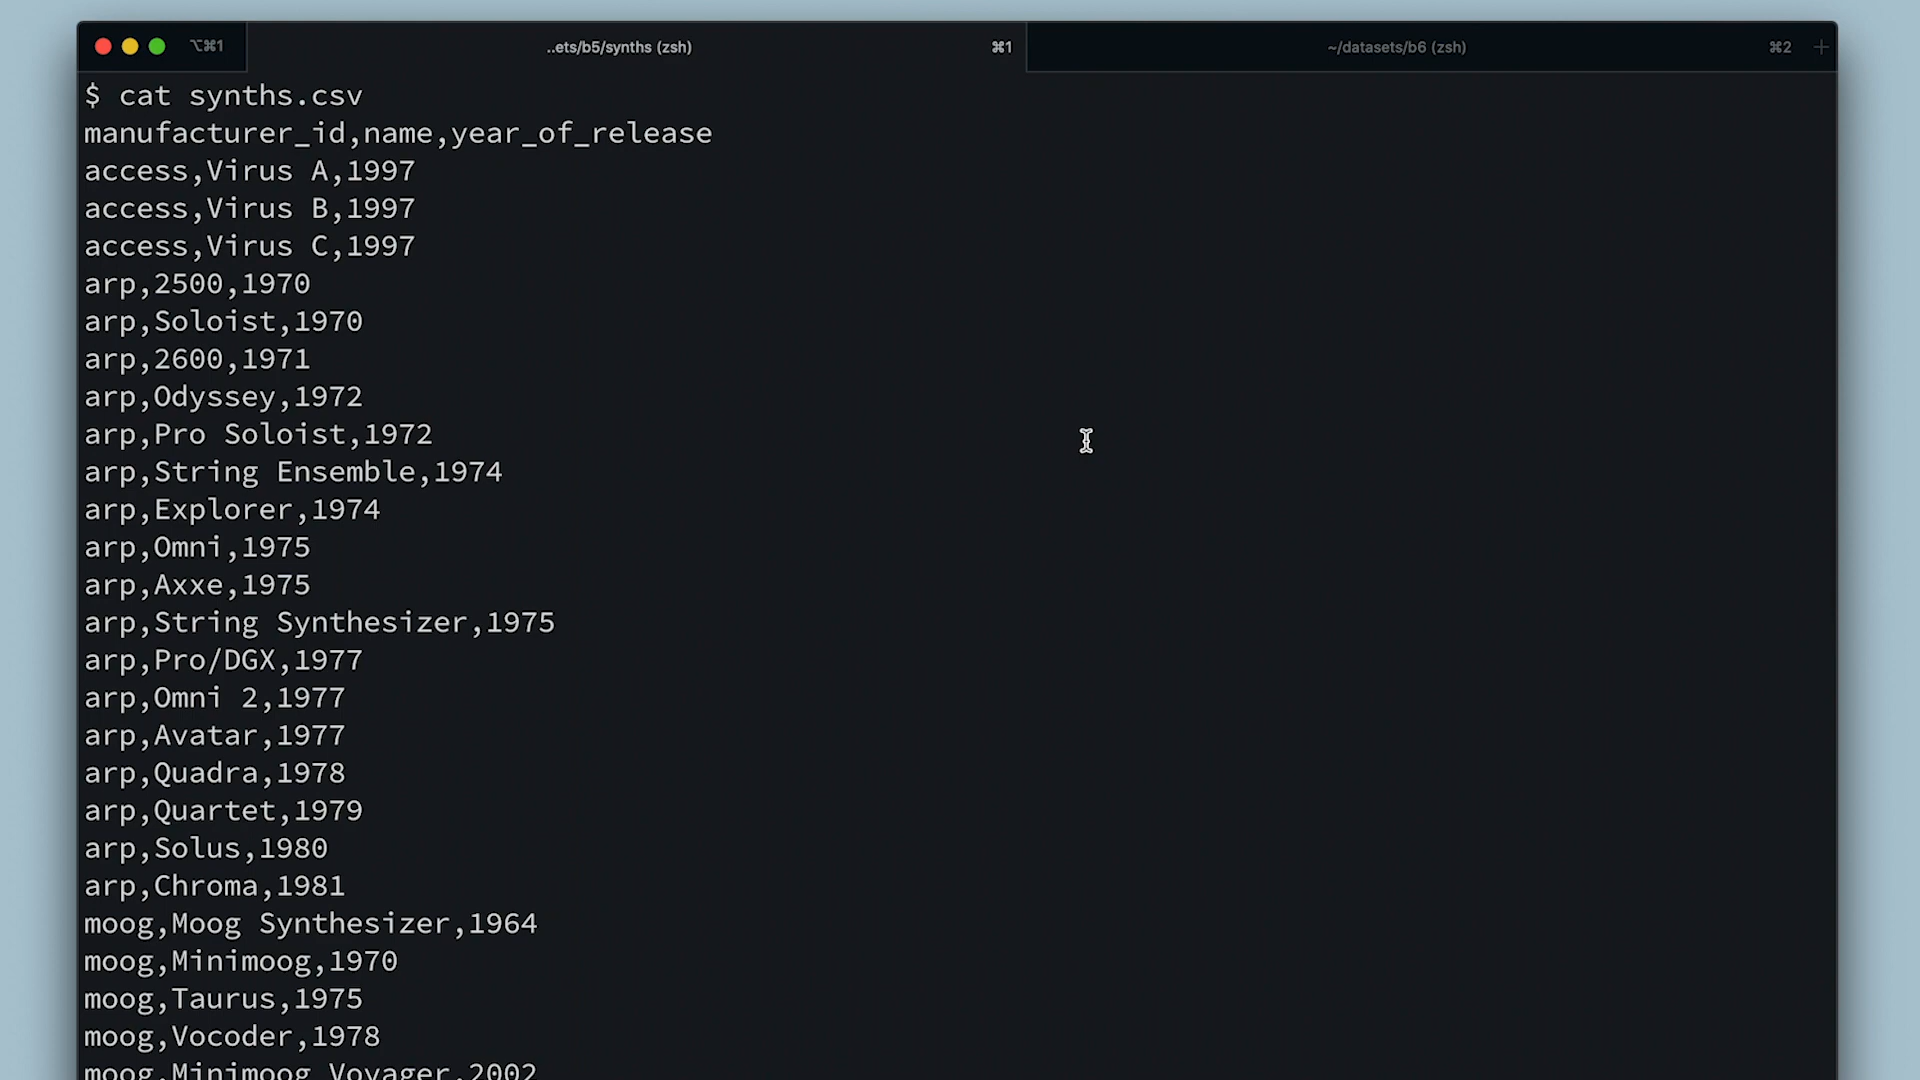 ⌥⌘1 ..ets/b5/synths (zsh) ⌘1 ~/datasets/b6 (zsh) ⌘2 +
$ cat synths.csv
manufacturer_id,name,year_of_release
access,Virus A,1997
access,Virus B,1997
access,Virus C,1997
arp,2500,1970
arp,Soloist,1970
arp,2600,1971
arp,Odyssey,1972
arp,Pro Soloist,1972
arp,String Ensemble,1974
arp,Explorer,1974
arp,Omni,1975
arp,Axxe,1975
arp,String Synthesizer,1975
arp,Pro/DGX,1977
arp,Omni 2,1977
arp,Avatar,1977
arp,Quadra,1978
arp,Quartet,1979
arp,Solus,1980
arp,Chroma,1981
moog,Moog Synthesizer,1964
moog,Minimoog,1970
moog,Taurus,1975
moog,Vocoder,1978
moog,Minimoog Voyager,2002